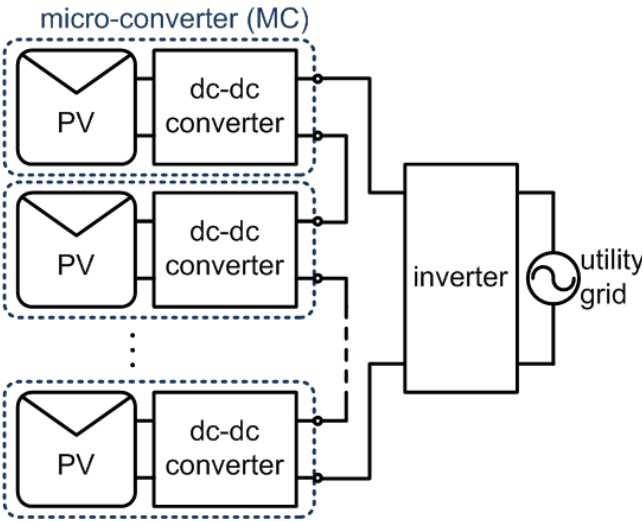 micro-converter (MC)
PV
dc-dc
converter
PV
dc-dc
converter
inverter
utility
grid
PV
dc-dc
converter